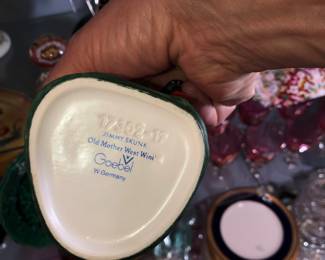 JIMMY SKUNK
Old Mother West Wind
Goebel
W. Germany